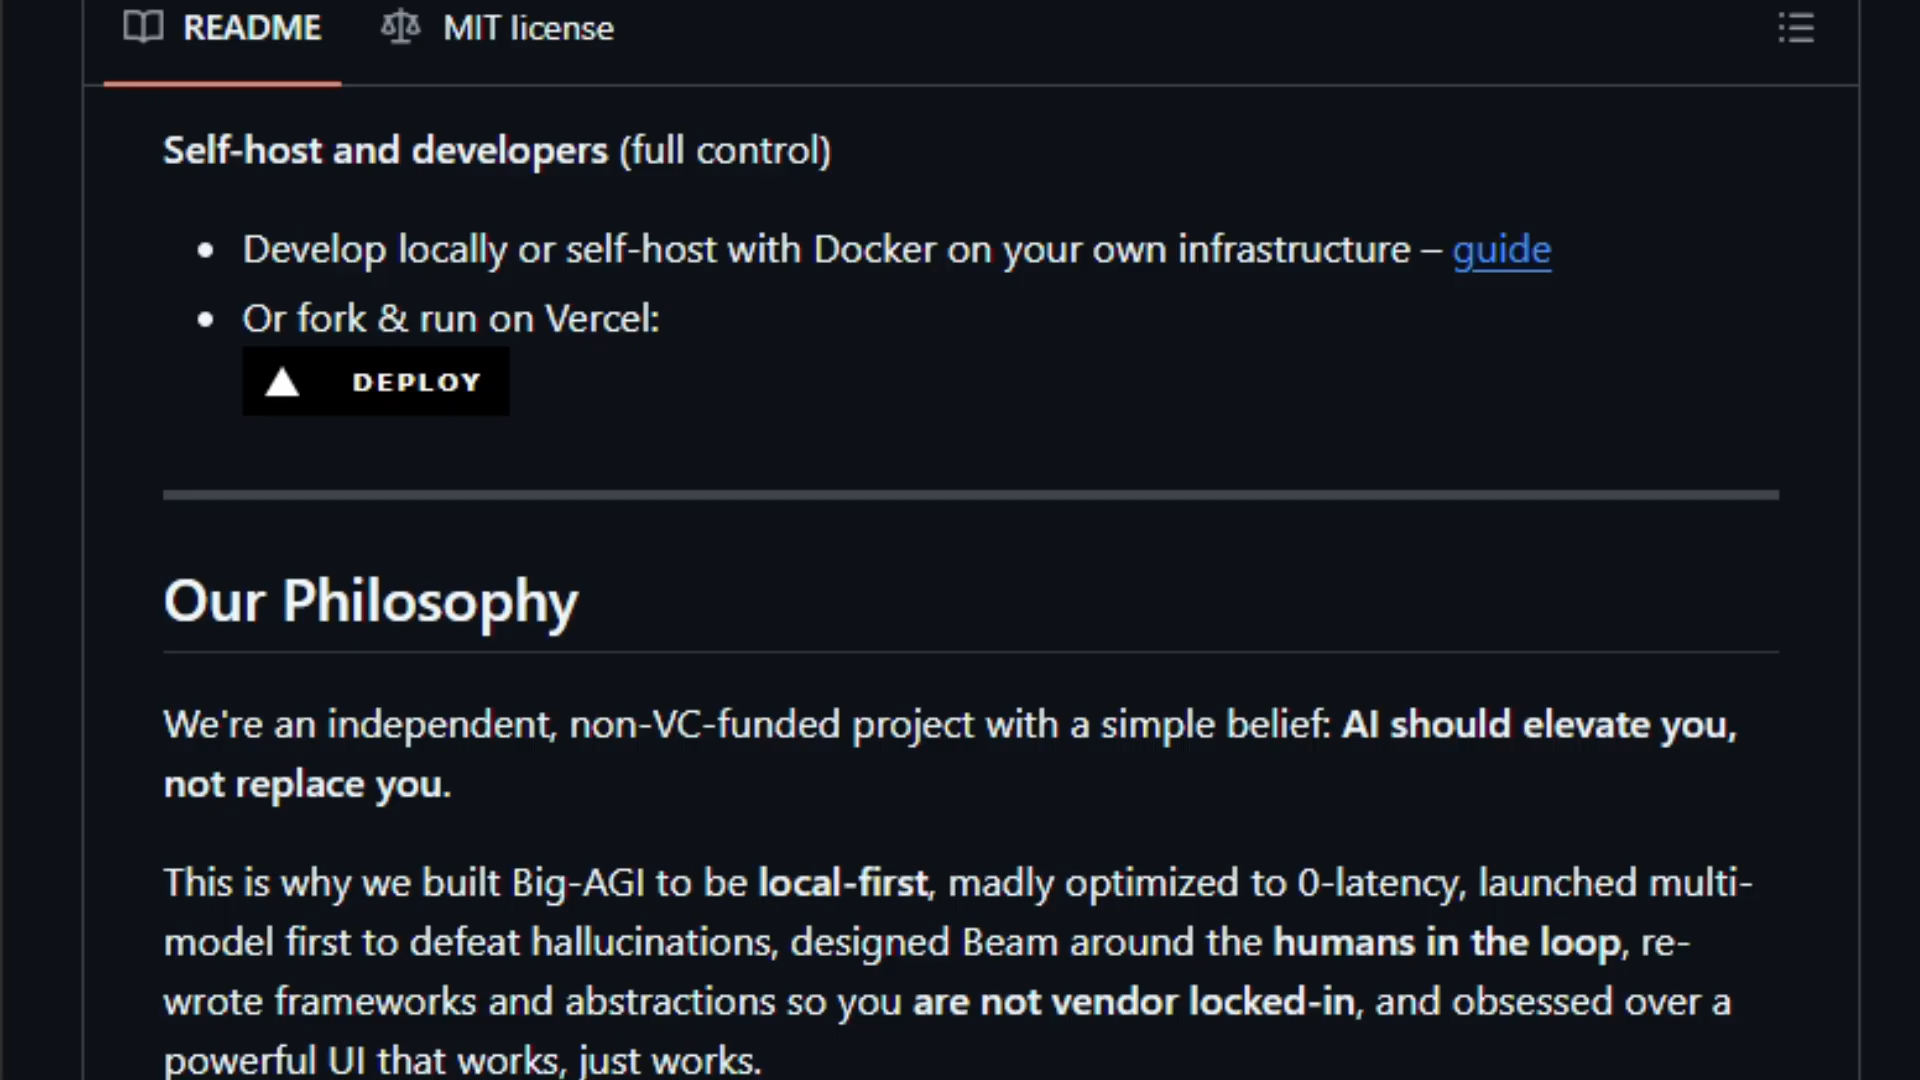 README
MIT license
Self-host and developers (full control)
Develop locally or self-host with Docker on your own infrastructure – guide
Or fork & run on Vercel:
DEPLOY
Our Philosophy
We're an independent, non-VC-funded project with a simple belief: AI should elevate you,
not replace you.
This is why we built Big-AGI to be local-first, madly optimized to 0-latency, launched multi-
model first to defeat hallucinations, designed Beam around the humans in the loop, re-
wrote frameworks and abstractions so you are not vendor locked-in, and obsessed over a
powerful UI that works, just works.